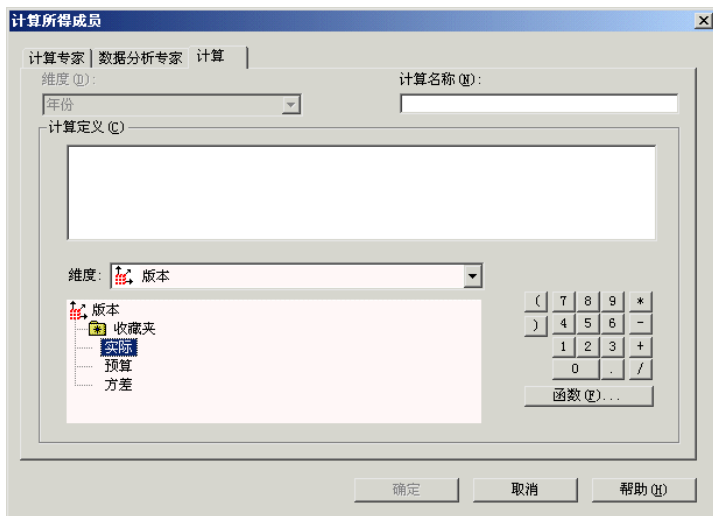 计算所得成员
计算专家 数据分析专家 计算
维度(D): 计算名称(N):
年份
计算定义(C)
维度: 版本
版本
收藏夹
实际
预算
方差
( 7 8 9 *
) 4 5 6 -
1 2 3 +
0 . /
函数(F)...
确定 取消 帮助(H)